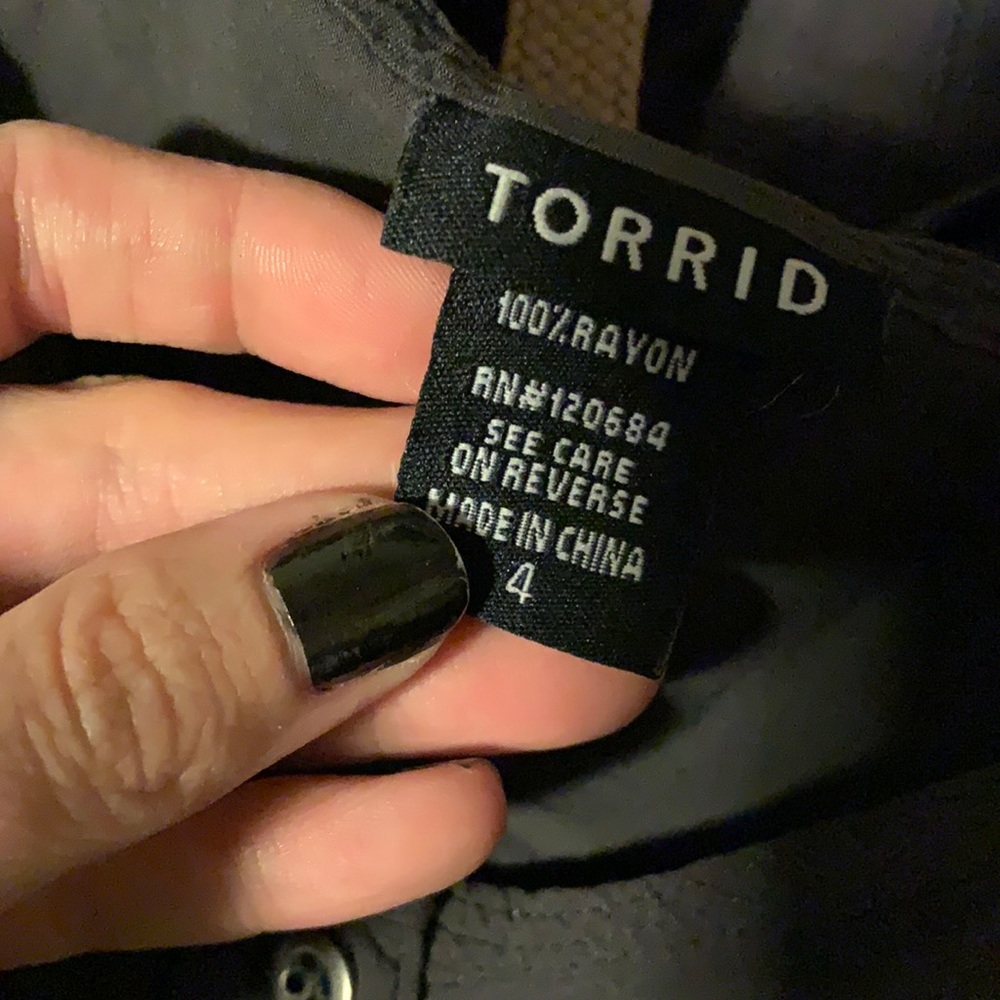 TORRID
100% RAYON
RN#120684
SEE CARE
ON REVERSE
MADE IN CHINA
4